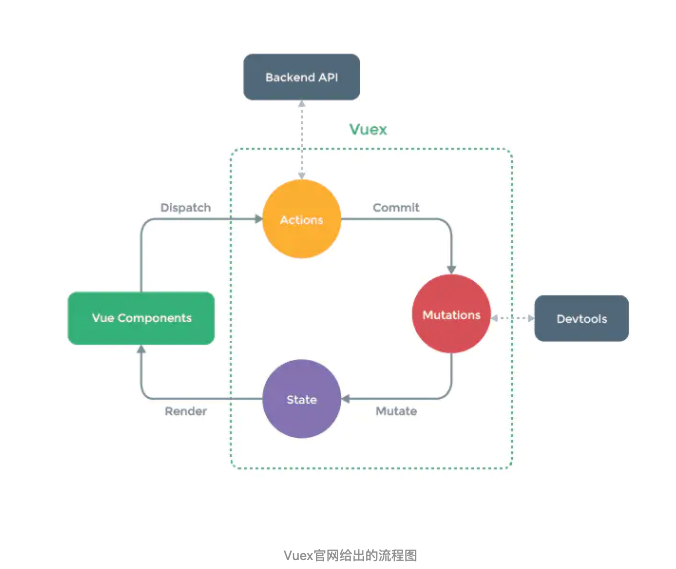 Backend API
Vuex
Dispatch
Actions
Commit
Vue Components
Mutations
Devtools
State
Render
Mutate
Vuex官网给出的流程图